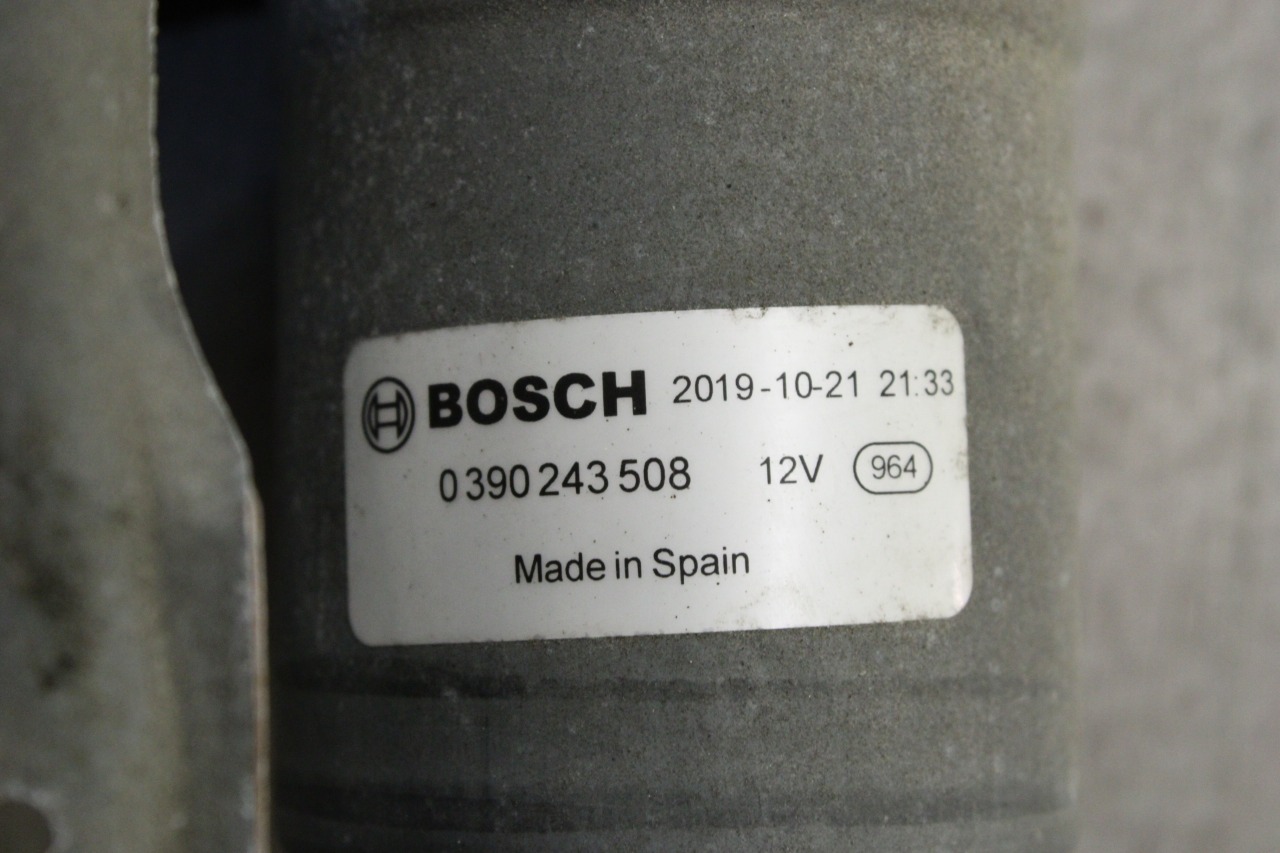 BOSCH 2019-10-21 21:33
0 390 243 508 12V 964
Made in Spain